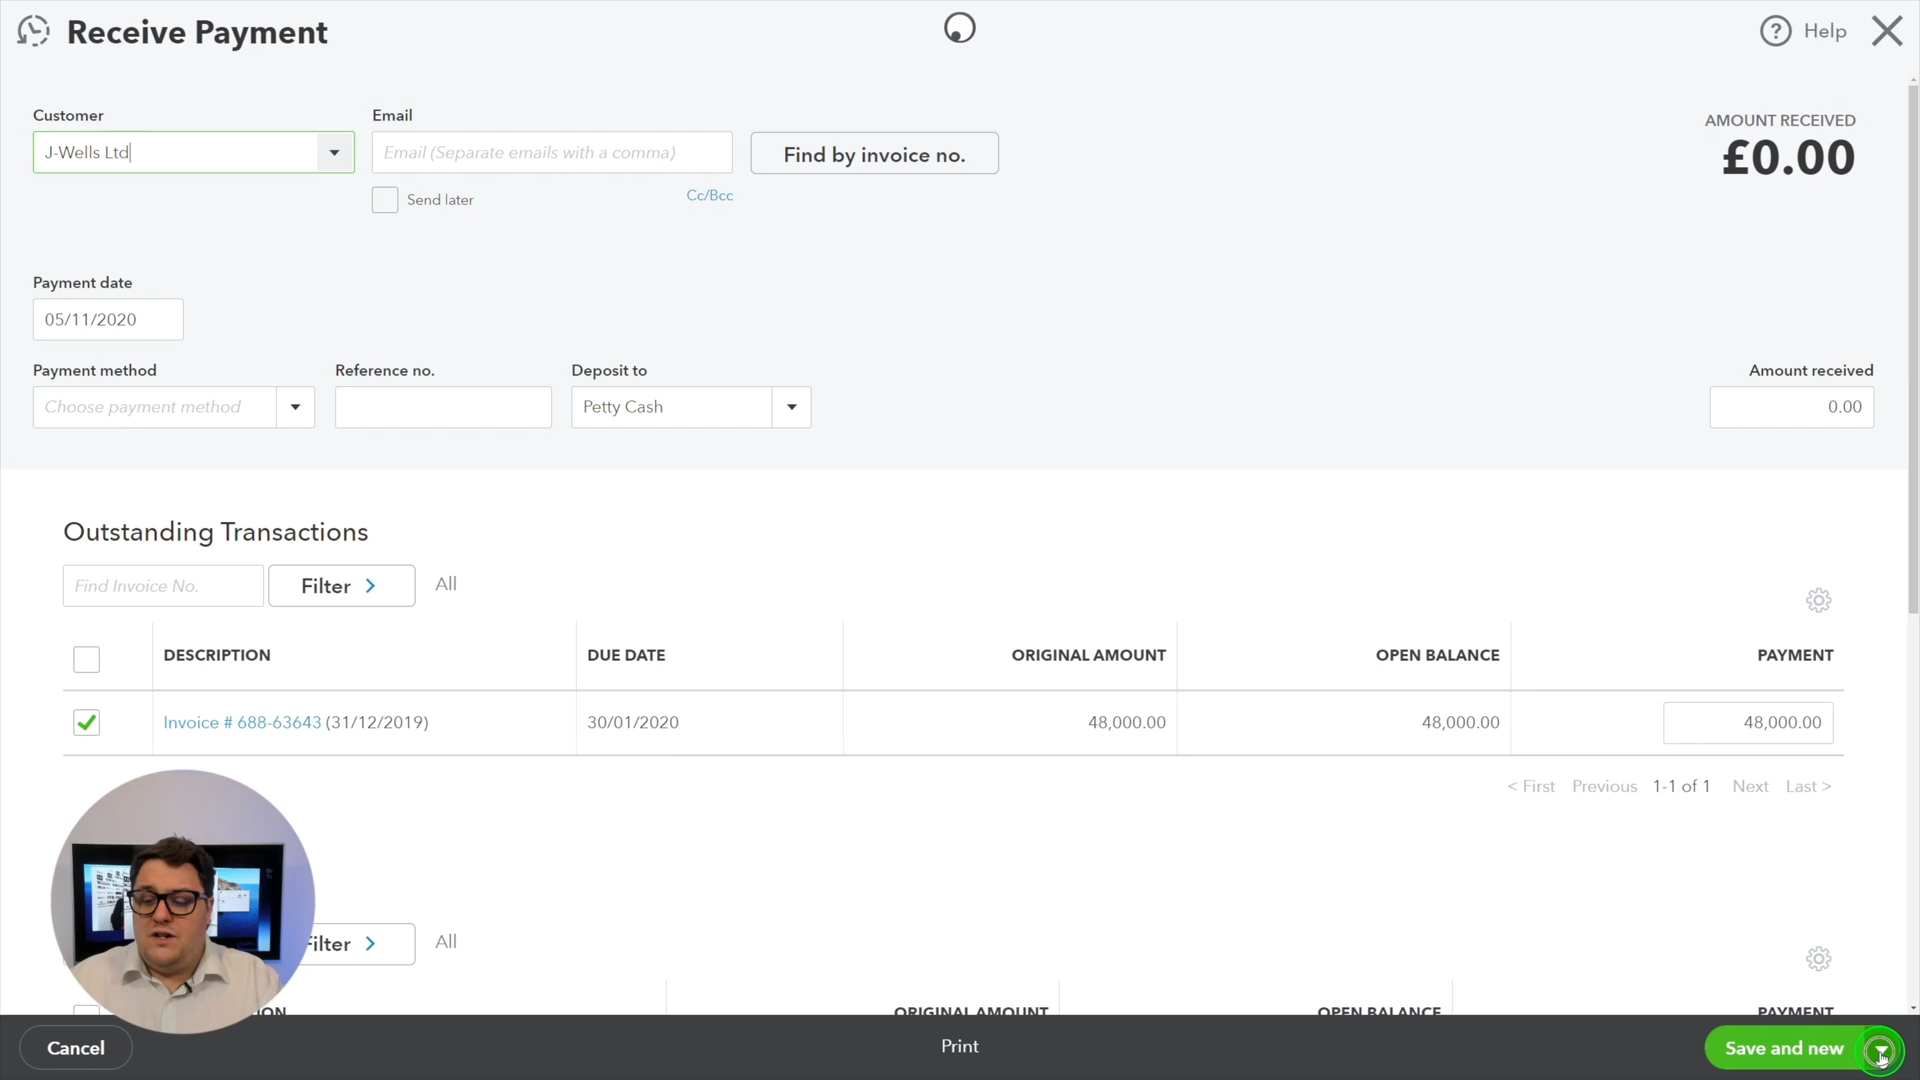 Receive Payment
? Help
Customer
Email
J-Wells Ltd
Email (Separate emails with a comma)
Find by invoice no.
AMOUNT RECEIVED
£0.00
Send later
Cc/Bcc
Payment date
05/11/2020
Payment method
Reference no.
Deposit to
Amount received
Choose payment method
Petty Cash
0.00
Outstanding Transactions
Find Invoice No.
Filter >
All
DESCRIPTION
DUE DATE
ORIGINAL AMOUNT
OPEN BALANCE
PAYMENT
Invoice # 688-63643 (31/12/2019)
30/01/2020
48,000.00
48,000.00
48,000.00
< First
Previous
1-1 of 1
Next
Last >
Filter >
All
ION
ORIGINAL AMOUNT
OPEN BALANCE
PAYMENT
Cancel
Print
Save and new